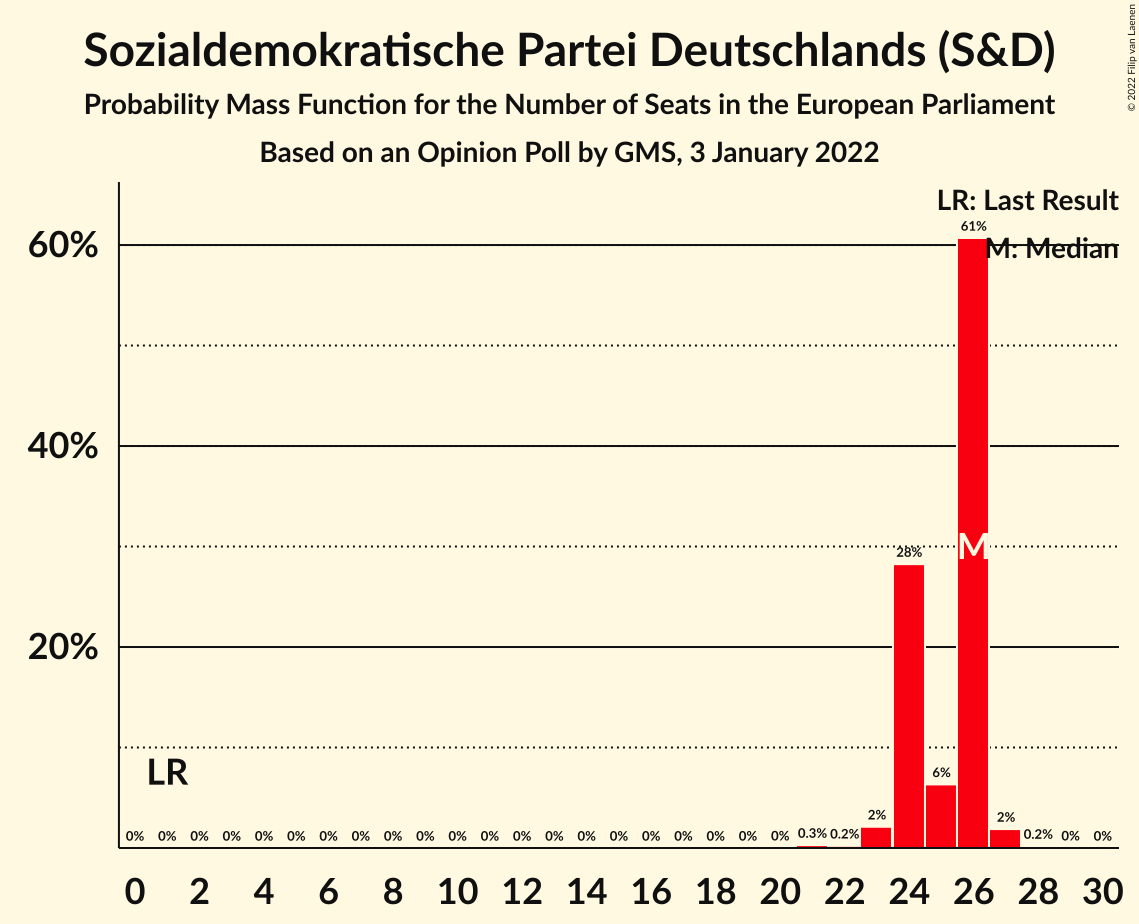 Sozialdemokratische Partei Deutschlands (S&D)
Probability Mass Function for the Number of Seats in the European Parliament
Based on an Opinion Poll by GMS, 3 January 2022
© 2022 Filip van Laenen
LR: Last Result
M: Median
61%
60%
40%
28%
M
20%
LR
0% 0% 0% 0% 0% 0% 0% 0% 0% 0% 0% 0% 0% 0% 0% 0% 0% 0% 0% 0% 0% 0.3% 0.2% 2% 6% 2% 0.2% 0% 0%
0 2 4 6 8 10 12 14 16 18 20 22 24 26 28 30